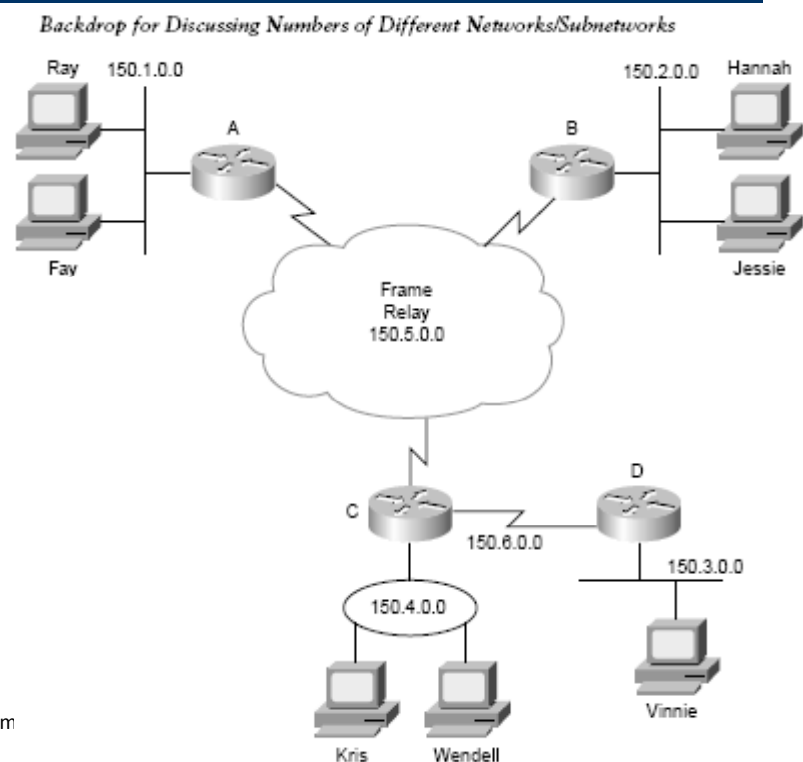 Backdrop for Discussing Numbers of Different Networks/Subnetworks
Ray
150.1.0.0
150.2.0.0
Hannah
A
B
Fay
Jessie
Frame
Relay
150.5.0.0
D
C
150.6.0.0
150.3.0.0
150.4.0.0
Vinnie
m
Kris
Wendell